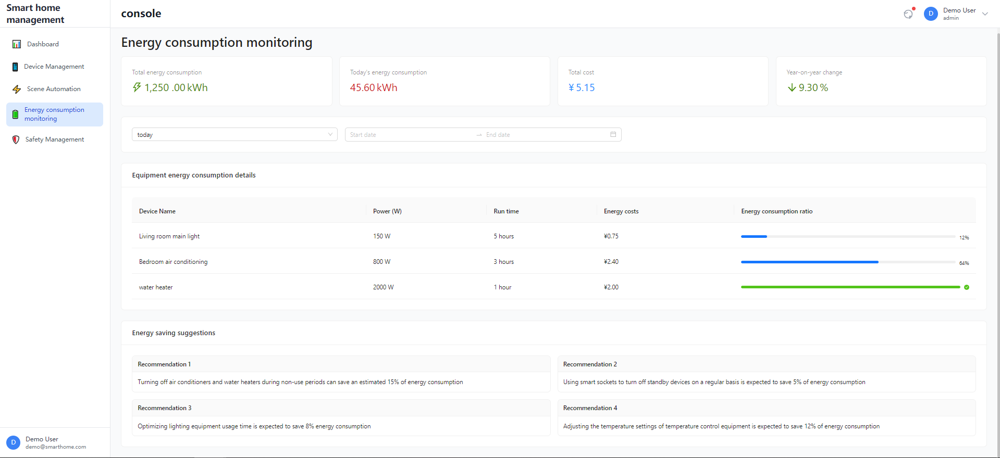 Smart home
management
console
D
Demo User
admin
Dashboard
Device Management
Scene Automation
Energy consumption
monitoring
Safety Management
Energy consumption monitoring
Total energy consumption
1,250 .00 kWh
Today's energy consumption
45.60 kWh
Total cost
¥ 5.15
Year-on-year change
9.30 %
today
Start date
End date
Equipment energy consumption details
Device Name Power (W) Run time Energy costs Energy consumption ratio
Living room main light 150 W 5 hours ¥0.75 12%
Bedroom air conditioning 800 W 3 hours ¥2.40 64%
water heater 2000 W 1 hour ¥2.00
Energy saving suggestions
Recommendation 1
Turning off air conditioners and water heaters during non-use periods can save an estimated 15% of energy consumption
Recommendation 2
Using smart sockets to turn off standby devices on a regular basis is expected to save 5% of energy consumption
Recommendation 3
Optimizing lighting equipment usage time is expected to save 8% energy consumption
Recommendation 4
Adjusting the temperature settings of temperature control equipment is expected to save 12% of energy consumption
D
Demo User
demo@smarthome.com